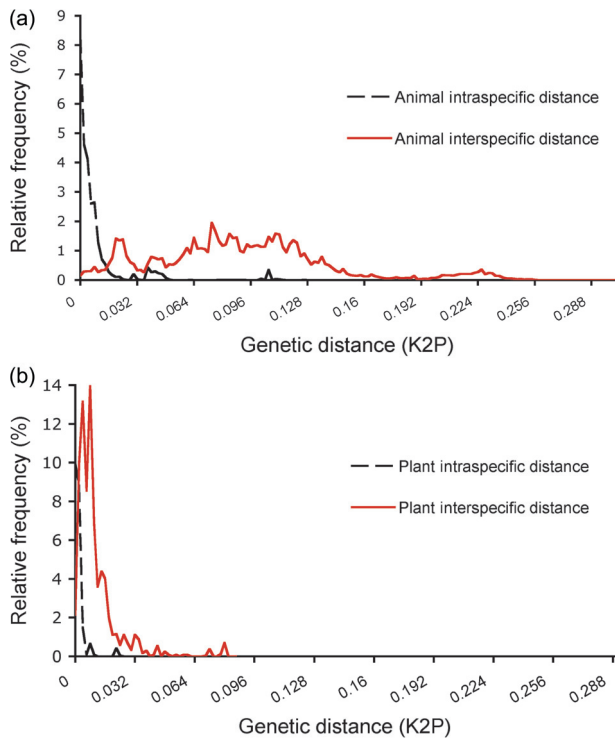 (a)
Relative frequency (%)
9
8
7
6
5
4
3
2
1
0
Animal intraspecific distance
Animal interspecific distance
0 0.032 0.064 0.096 0.128 0.16 0.192 0.224 0.256 0.288
Genetic distance (K2P)
(b)
Relative frequency (%)
14
12
10
8
6
4
2
0
Plant intraspecific distance
Plant interspecific distance
0 0.032 0.064 0.096 0.128 0.16 0.192 0.224 0.256 0.288
Genetic distance (K2P)